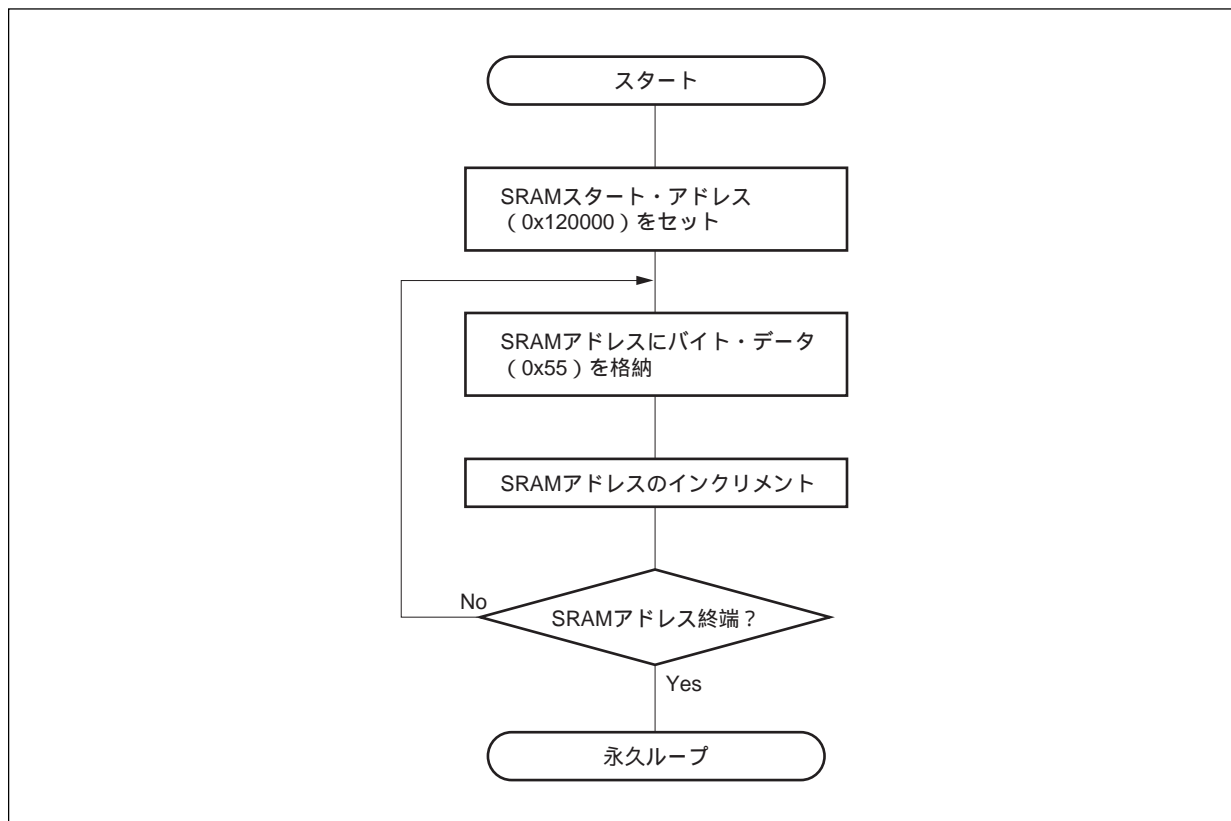 スタート
SRAMスタート・アドレス
（0x120000）をセット
SRAMアドレスにバイト・データ
（0x55）を格納
SRAMアドレスのインクリメント
No
SRAMアドレス終端？
Yes
永久ループ